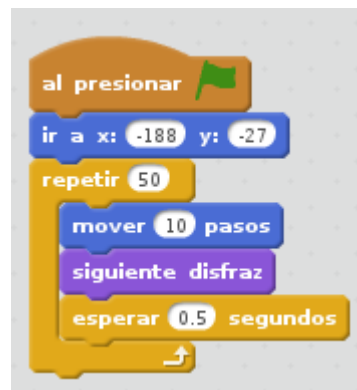 al presionar
ir a x: -188 y: -27
repetir 50
mover 10 pasos
siguiente disfraz
esperar 0.5 segundos